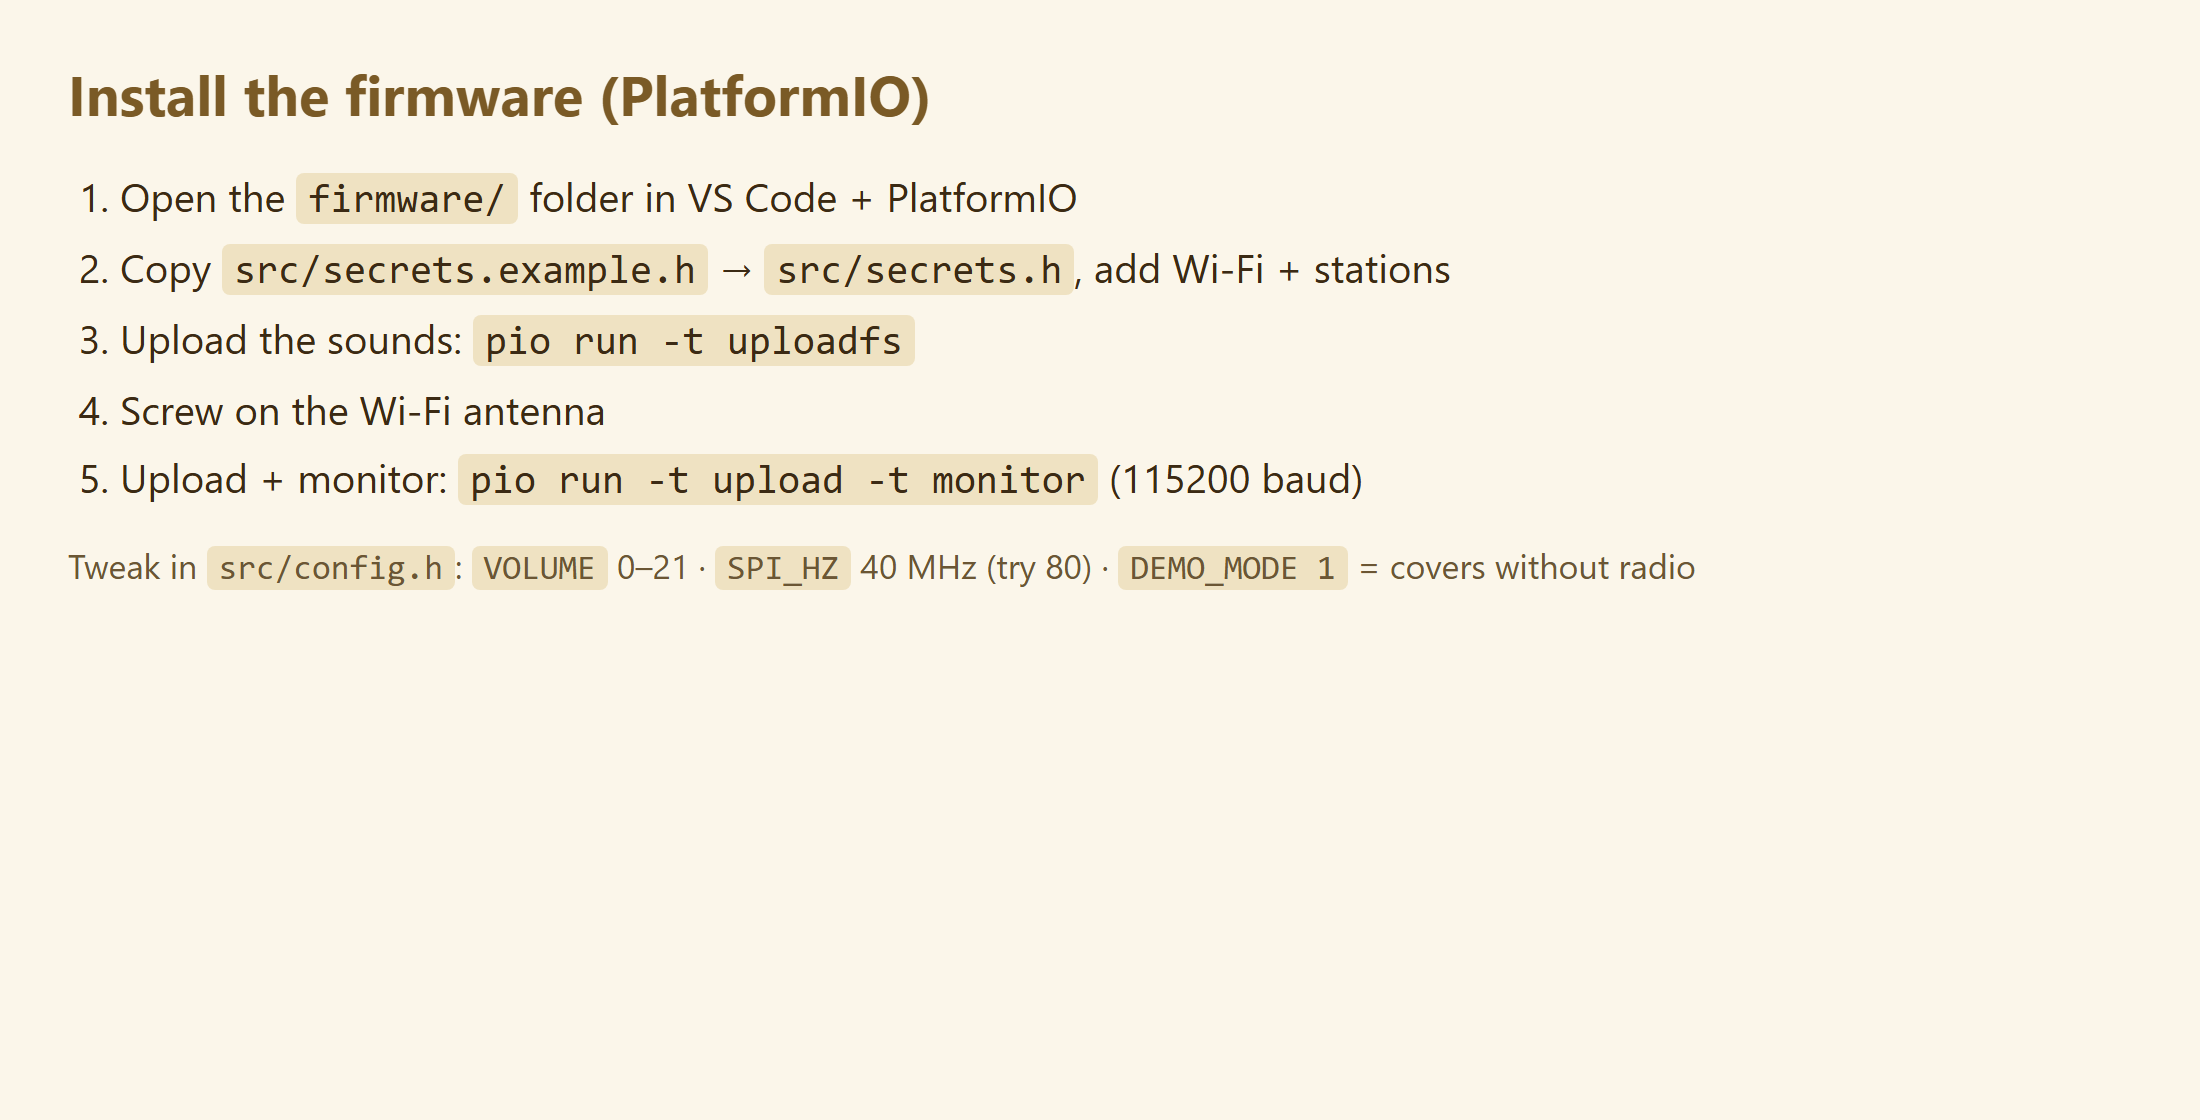 Install the firmware (PlatformIO)
1. Open the firmware/ folder in VS Code + PlatformIO
2. Copy src/secrets.example.h → src/secrets.h, add Wi-Fi + stations
3. Upload the sounds: pio run -t uploadfs
4. Screw on the Wi-Fi antenna
5. Upload + monitor: pio run -t upload -t monitor (115200 baud)
Tweak in src/config.h: VOLUME 0–21 · SPI_HZ 40 MHz (try 80) · DEMO_MODE 1 = covers without radio